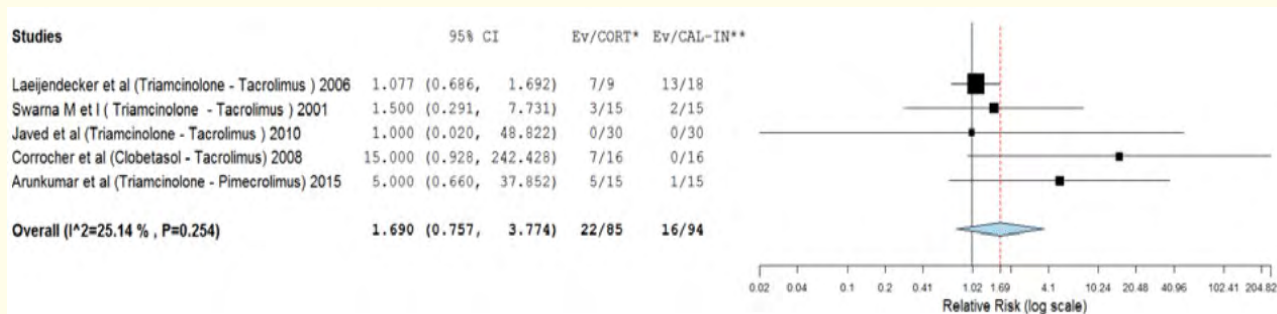 Studies 95% CI Ev/CORT* Ev/CAL-IN**
Laeijendecker et al (Triamcinolone - Tacrolimus ) 2006 1.077 (0.686, 1.692) 7/9 13/18
Swarna M et l ( Triamcinolone - Tacrolimus ) 2001 1.500 (0.291, 7.731) 3/15 2/15
Javed et al (Triamcinolone - Tacrolimus ) 2010 1.000 (0.020, 48.822) 0/30 0/30
Corrocher et al (Clobetasol - Tacrolimus) 2008 15.000 (0.928, 242.428) 7/16 0/16
Arunkumar et al (Triamcinolone - Pimecrolimus) 2015 5.000 (0.660, 37.852) 5/15 1/15
Overall (I^2=25.14 % , P=0.254) 1.690 (0.757, 3.774) 22/85 16/94
0.02 0.04 0.1 0.2 0.41 1.02 1.69 4.1 10.24 20.48 40.96 102.41 204.82
Relative Risk (log scale)